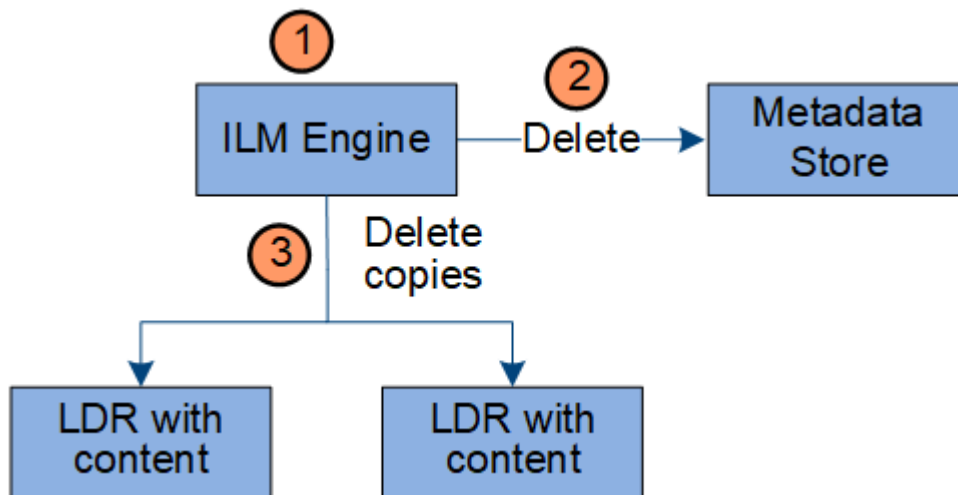 1
2
ILM Engine
Delete
Metadata
Store
3
Delete
copies
LDR with
content
LDR with
content